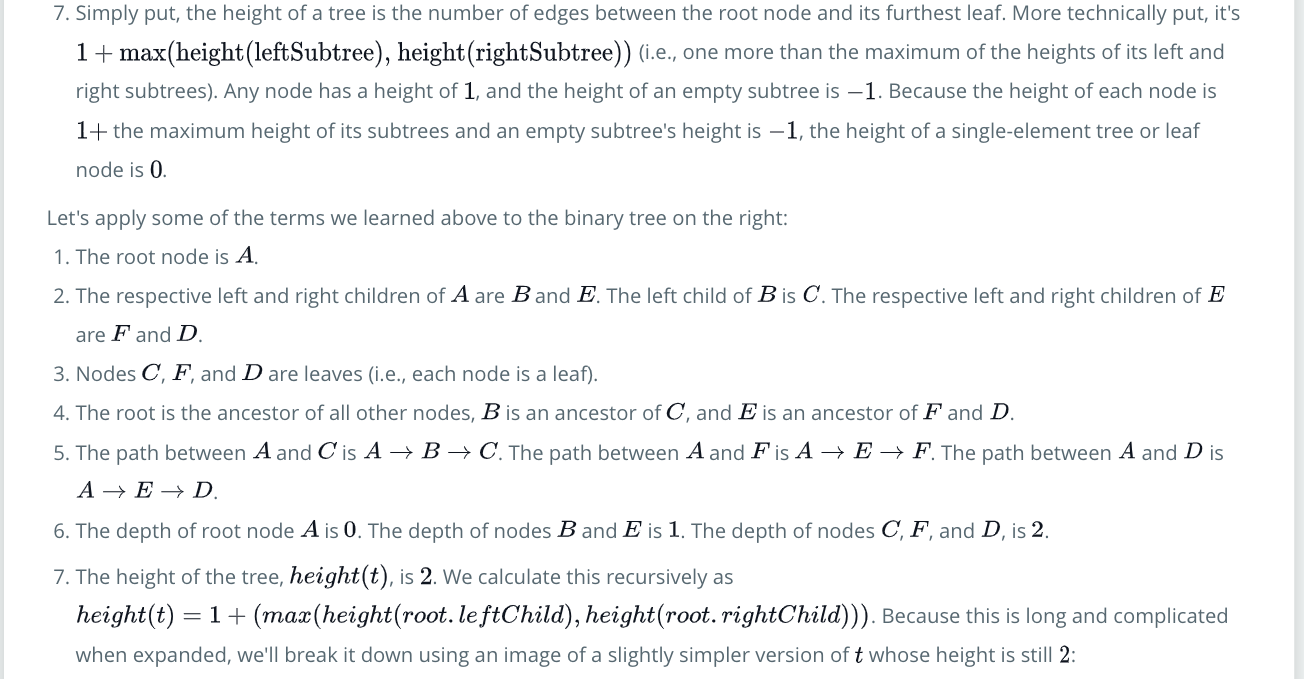 7. Simply put, the height of a tree is the number of edges between the root node and its furthest leaf. More technically put, it's
1 + max(height(leftSubtree), height(rightSubtree)) (i.e., one more than the maximum of the heights of its left and
right subtrees). Any node has a height of 1, and the height of an empty subtree is −1. Because the height of each node is
1+ the maximum height of its subtrees and an empty subtree's height is −1, the height of a single-element tree or leaf
node is 0.
Let's apply some of the terms we learned above to the binary tree on the right:
1. The root node is A.
2. The respective left and right children of A are B and E. The left child of B is C. The respective left and right children of E
are F and D.
3. Nodes C, F, and D are leaves (i.e., each node is a leaf).
4. The root is the ancestor of all other nodes, B is an ancestor of C, and E is an ancestor of F and D.
5. The path between A and C is A → B → C. The path between A and F is A → E → F. The path between A and D is
A → E → D.
6. The depth of root node A is 0. The depth of nodes B and E is 1. The depth of nodes C, F, and D, is 2.
7. The height of the tree, height(t), is 2. We calculate this recursively as
height(t) = 1 + (max(height(root.leftChild), height(root.rightChild))). Because this is long and complicated
when expanded, we'll break it down using an image of a slightly simpler version of t whose height is still 2: